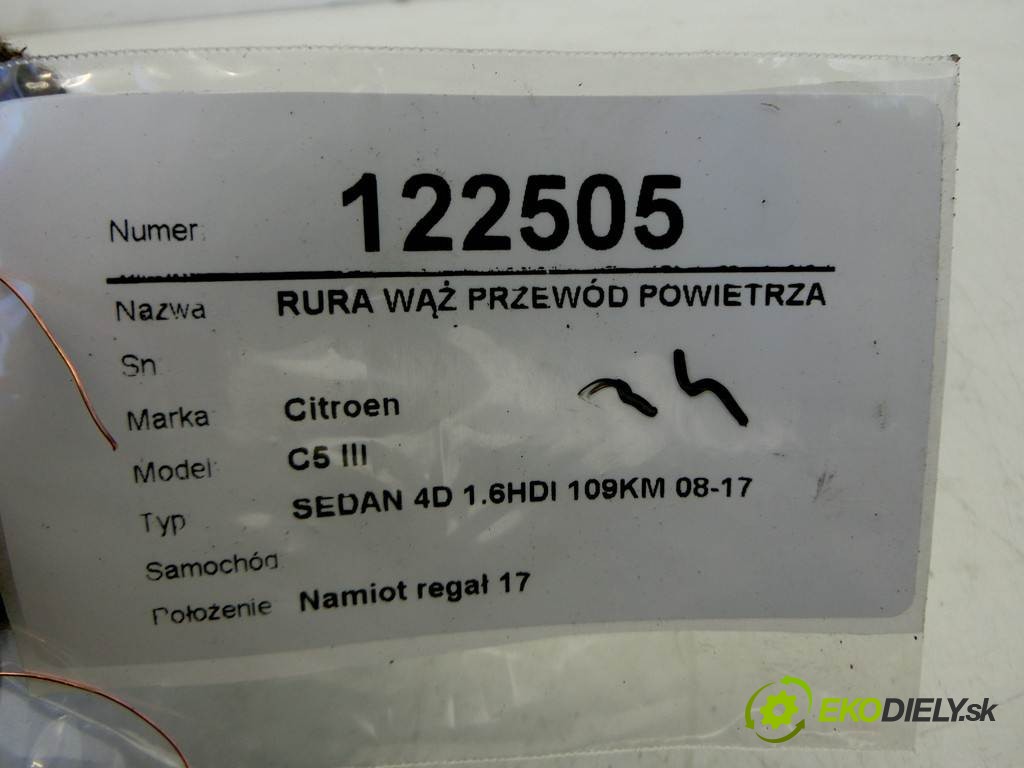 Numer 122505
Nazwa RURA WĄŻ PRZEWÓD POWIETRZA
Sn
Marka Citroen
Model C5 III
Typ SEDAN 4D 1.6HDI 109KM 08-17
Samochód
Położenie Namiot regał 17
EKODIELY.sk